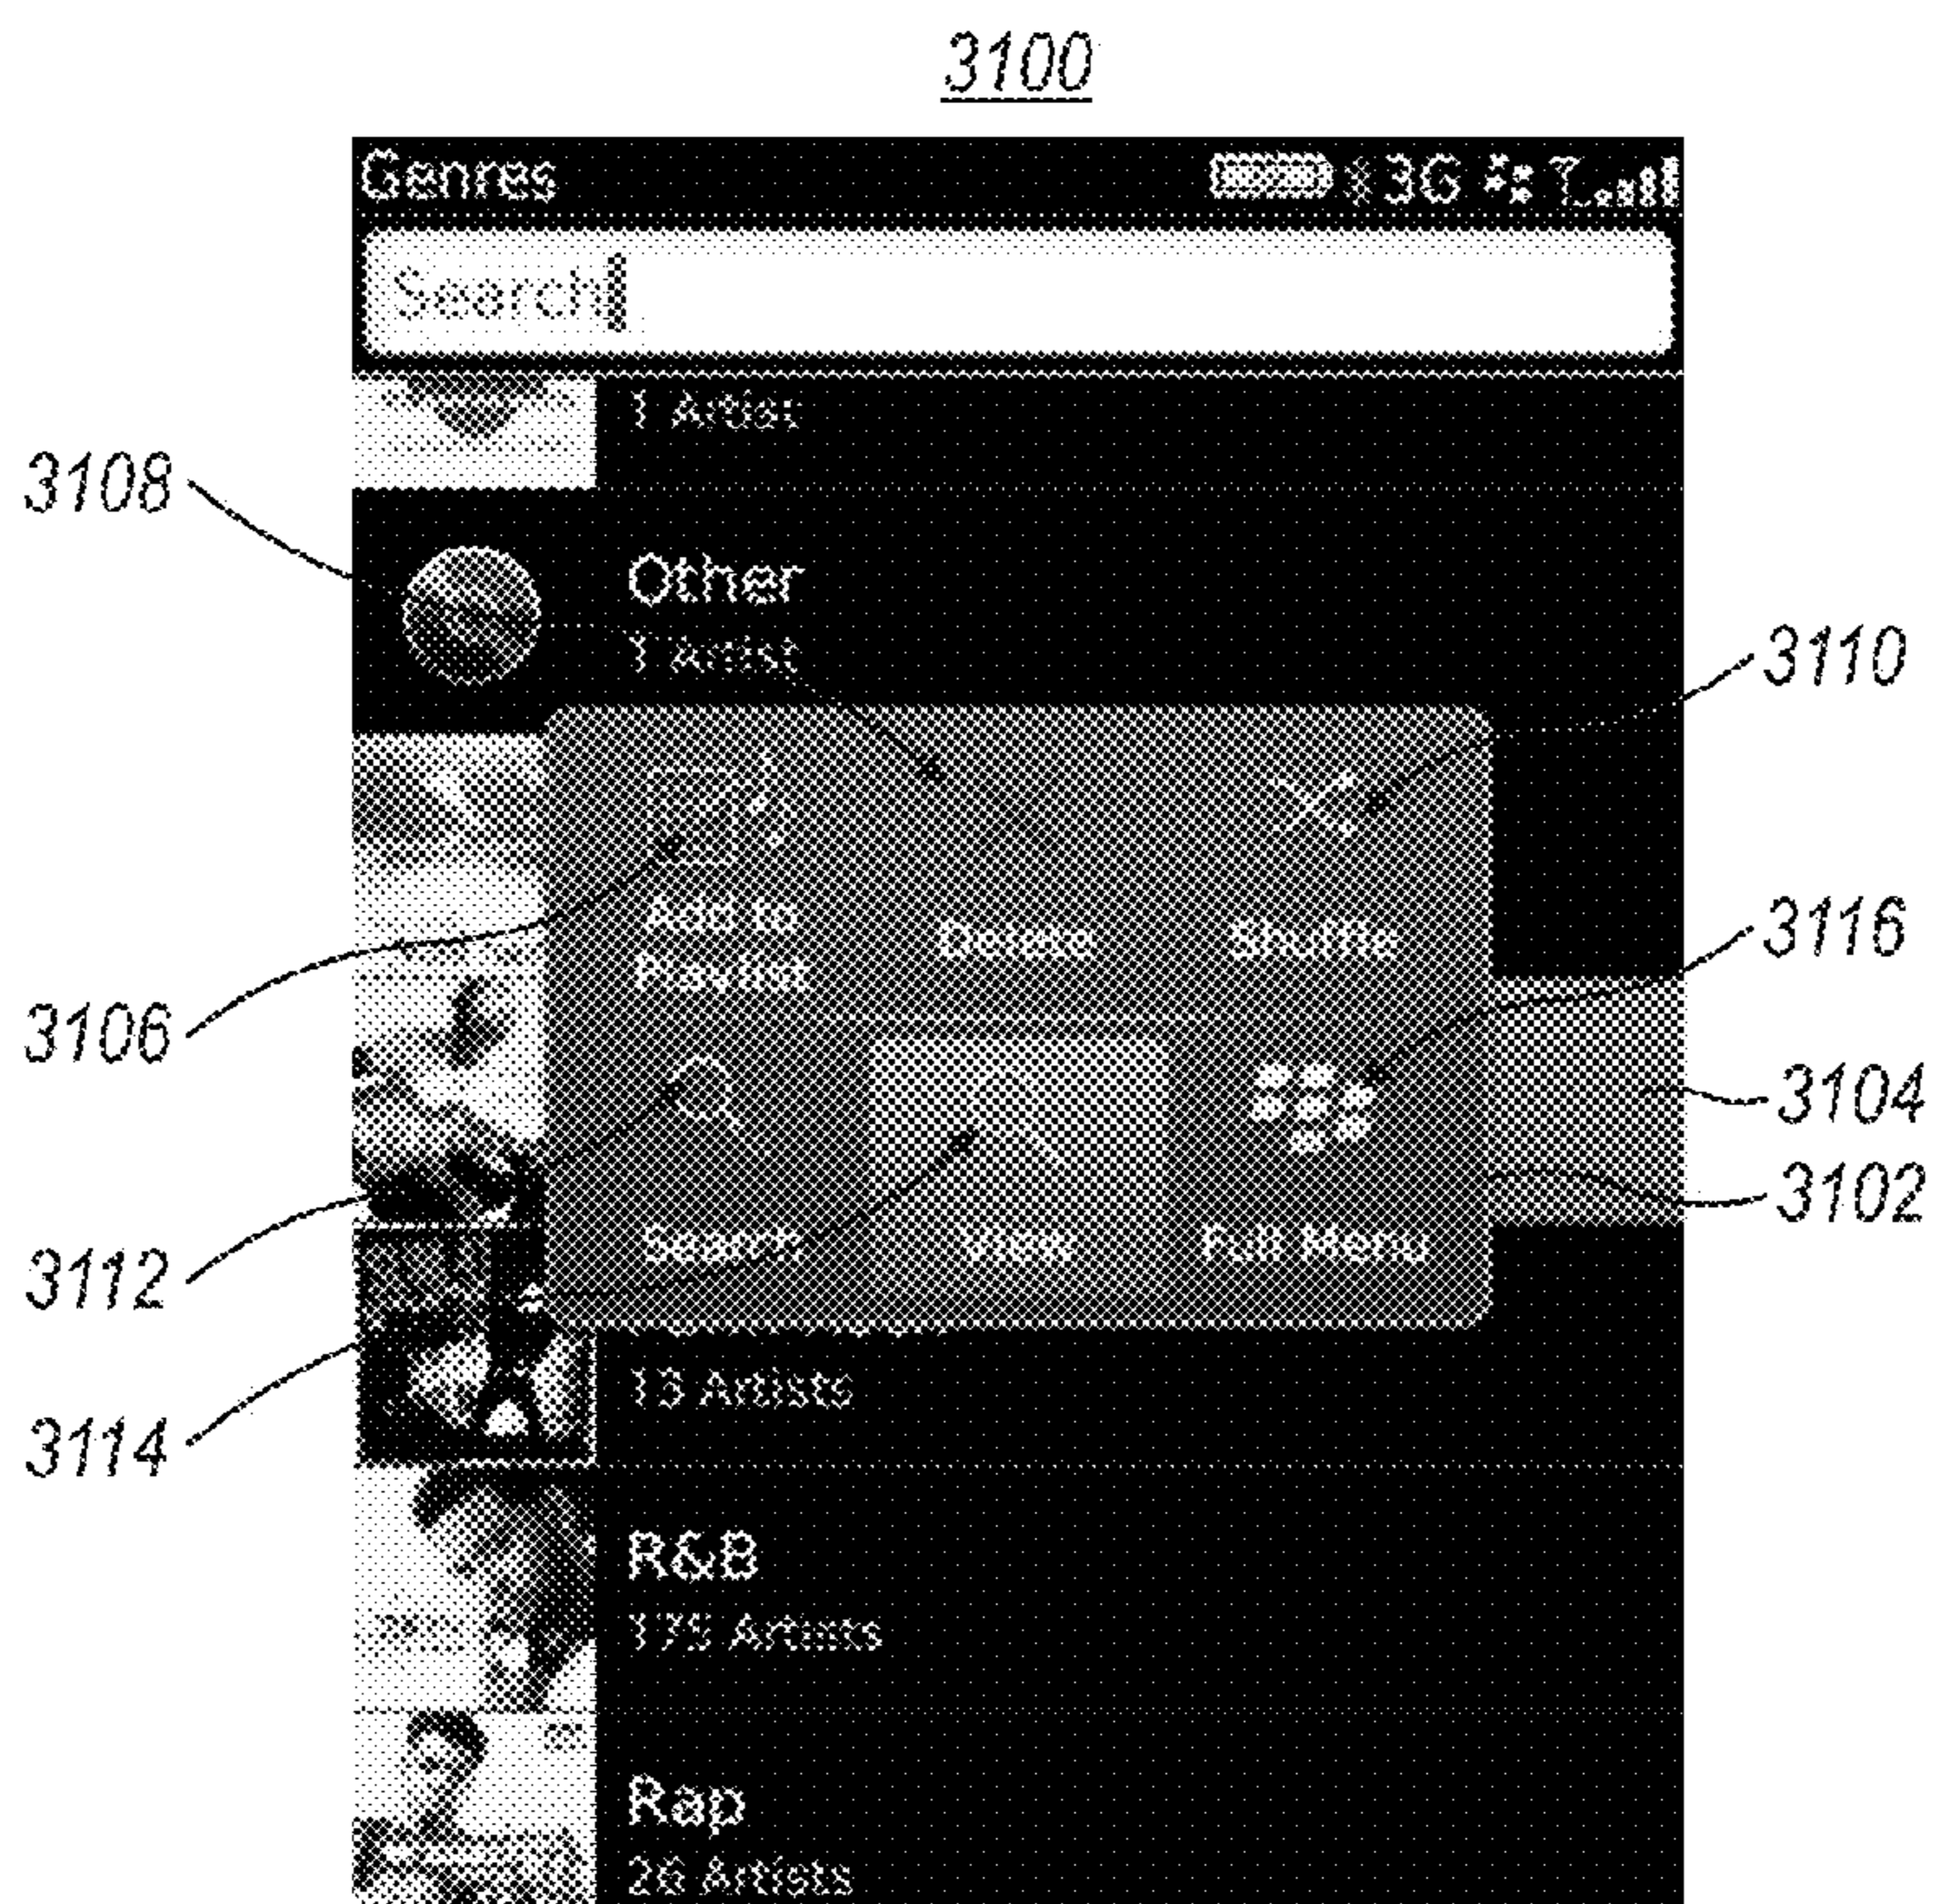 3100
Genres
3G
Search
1 Artist
3108
Other
1 Artist
3110
Add to
Playlist
Delete
Shuffle
3116
3106
3104
3102
Search
View
Full Menu
3112
13 Artists
3114
R&B
175 Artists
Rap
26 Artists